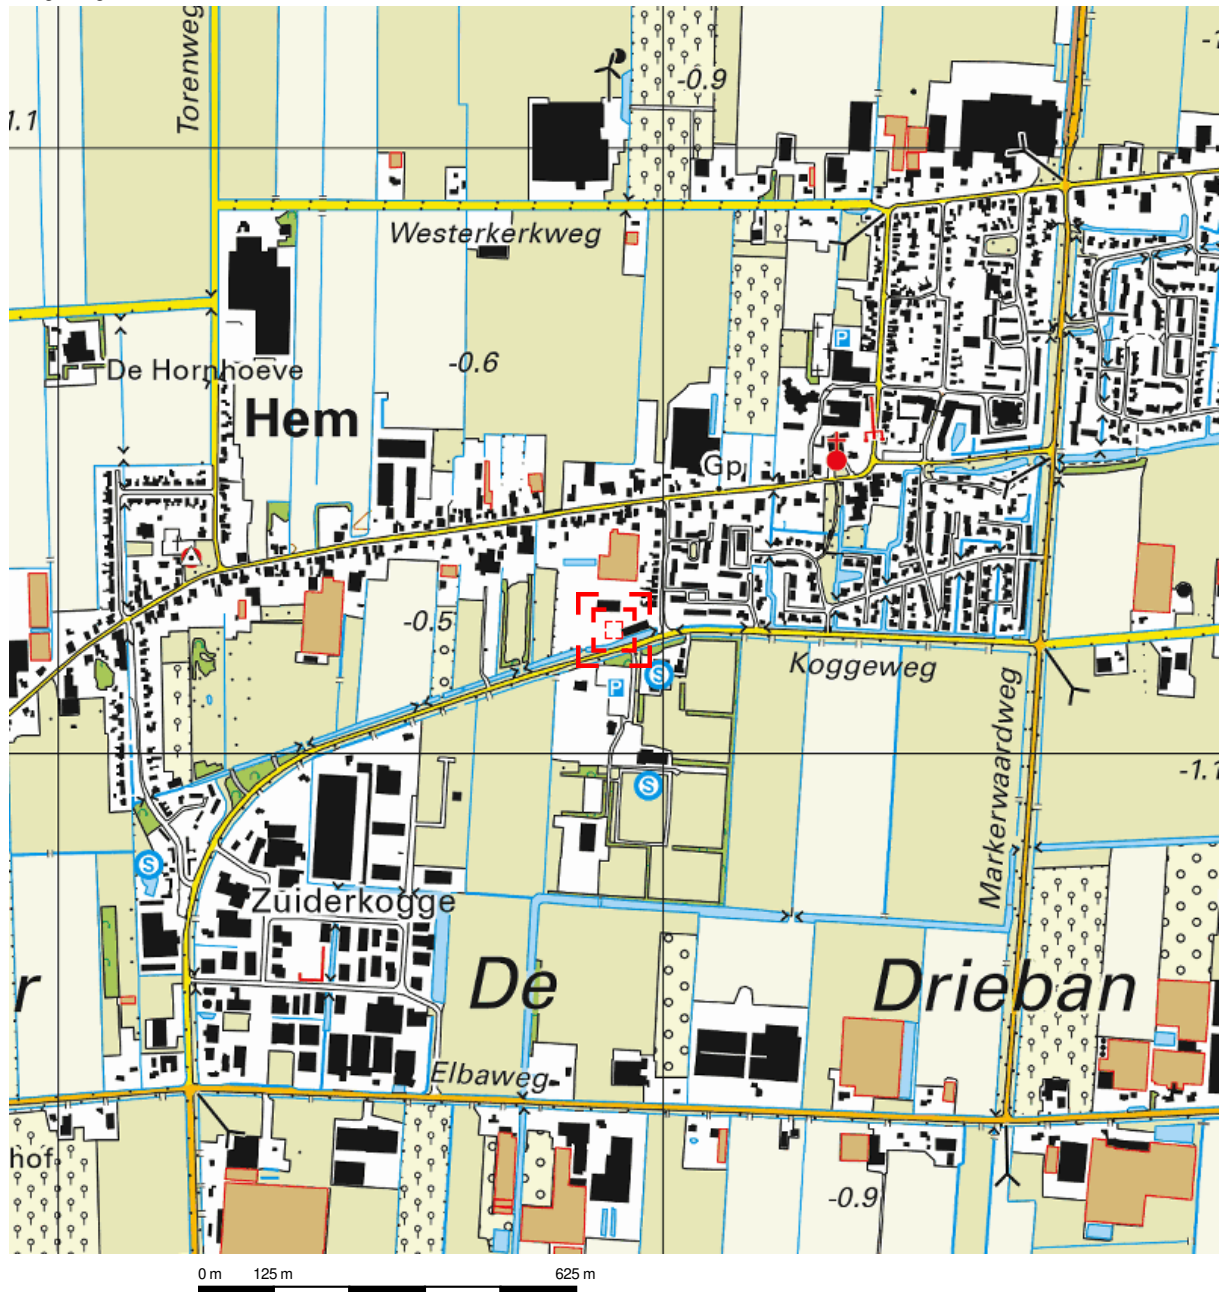 Torenweg
-0.9
1.1
Westerkerkweg
P
-0.6
De Hornhoeve
Hem
Gp
-0.5
Koggeweg
S
P
Markerwaardweg
-1.1
S
S
Zuiderkogge
r
De
Drieban
Elbaweg
hof
-0.9
0 m
125 m
625 m